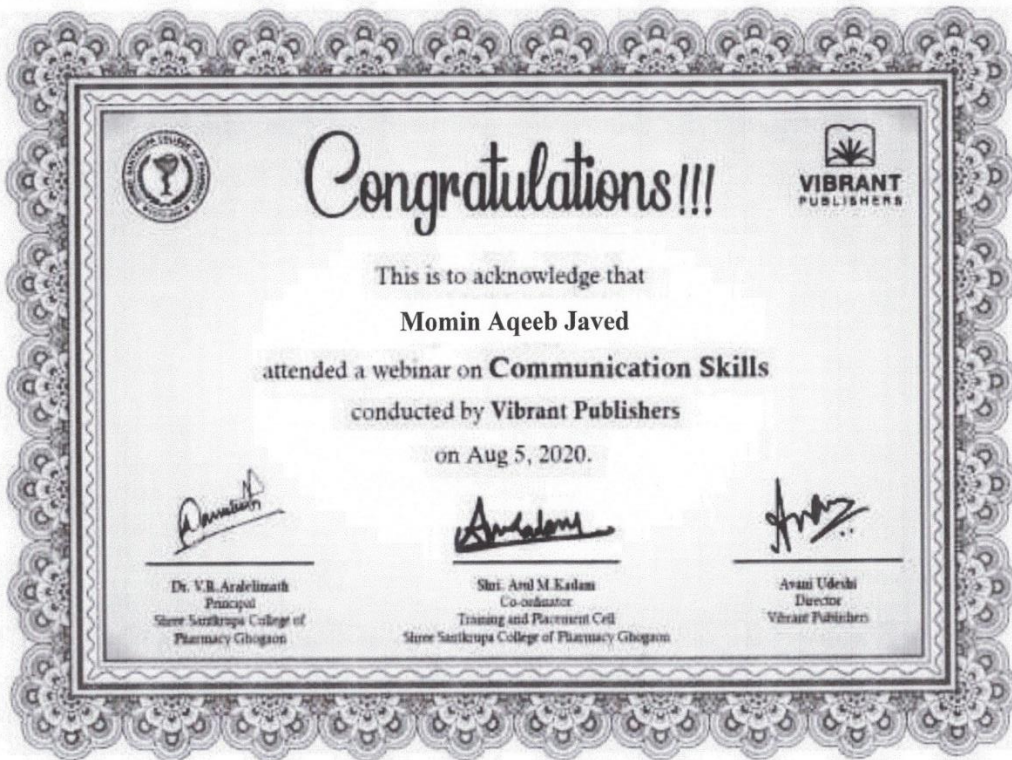 Congratulations!!!
VIBRANT
PUBLISHERS
This is to acknowledge that
Momin Aqeeb Javed
attended a webinar on Communication Skills
conducted by Vibrant Publishers
on Aug 5, 2020.
Dr. V.R. Aralelimath
Principal
Shree Santkrupa College of
Pharmacy Ghogaon
Shri. Atul M. Kadam
Co-ordinator
Training and Placement Cell
Shree Santkrupa College of Pharmacy Ghogaon
Avani Udeshi
Director
Vibrant Publishers